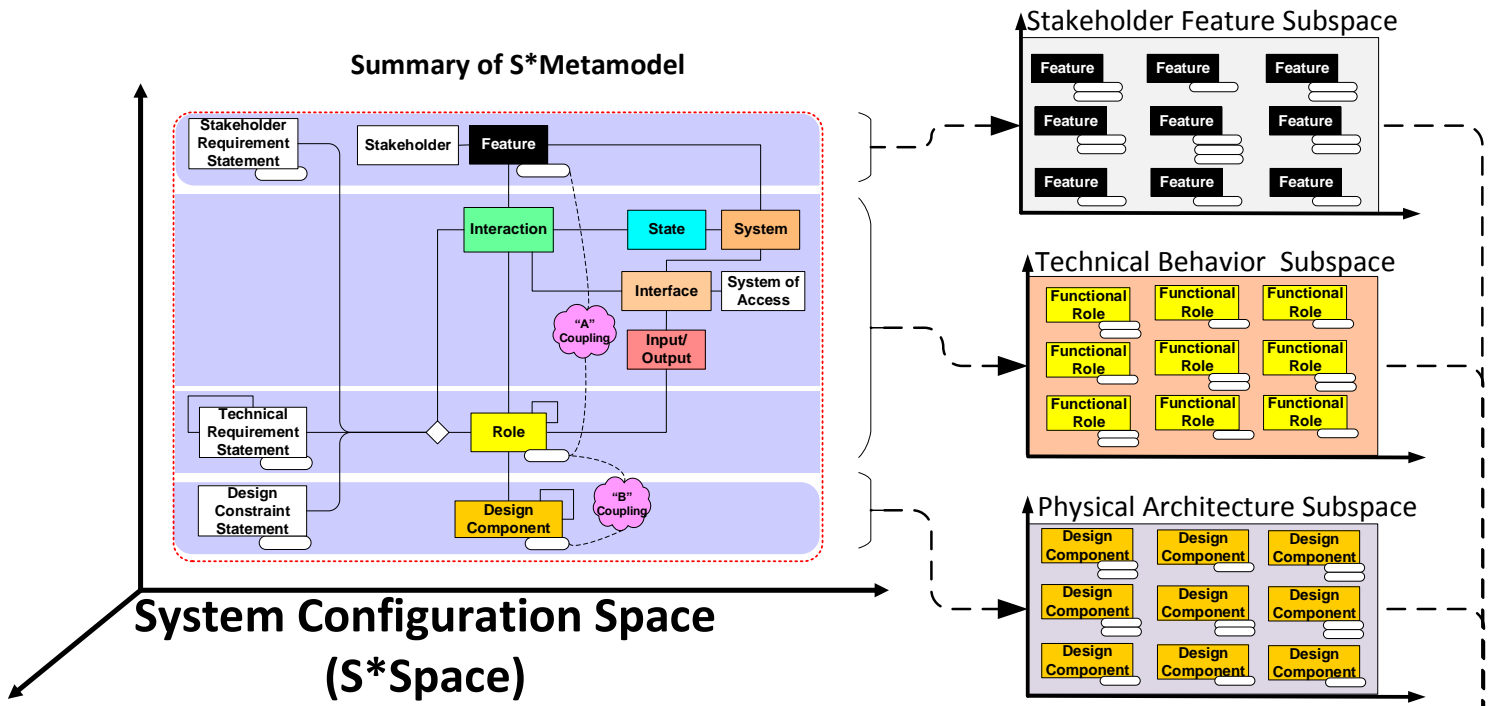 Summary of S*Metamodel
Stakeholder
Requirement
Statement
Stakeholder
Feature
Interaction
State
System
Interface
System of
Access
"A"
Coupling
Input/
Output
Technical
Requirement
Statement
Role
Design
Constraint
Statement
Design
Component
"B"
Coupling
System Configuration Space
(S*Space)
Stakeholder Feature Subspace
Feature Feature Feature
Feature Feature Feature
Feature Feature Feature
Technical Behavior Subspace
Functional Functional Functional
Role Role Role
Functional Functional Functional
Role Role Role
Functional Functional Functional
Role Role Role
Physical Architecture Subspace
Design Design Design
Component Component Component
Design Design Design
Component Component Component
Design Design Design
Component Component Component